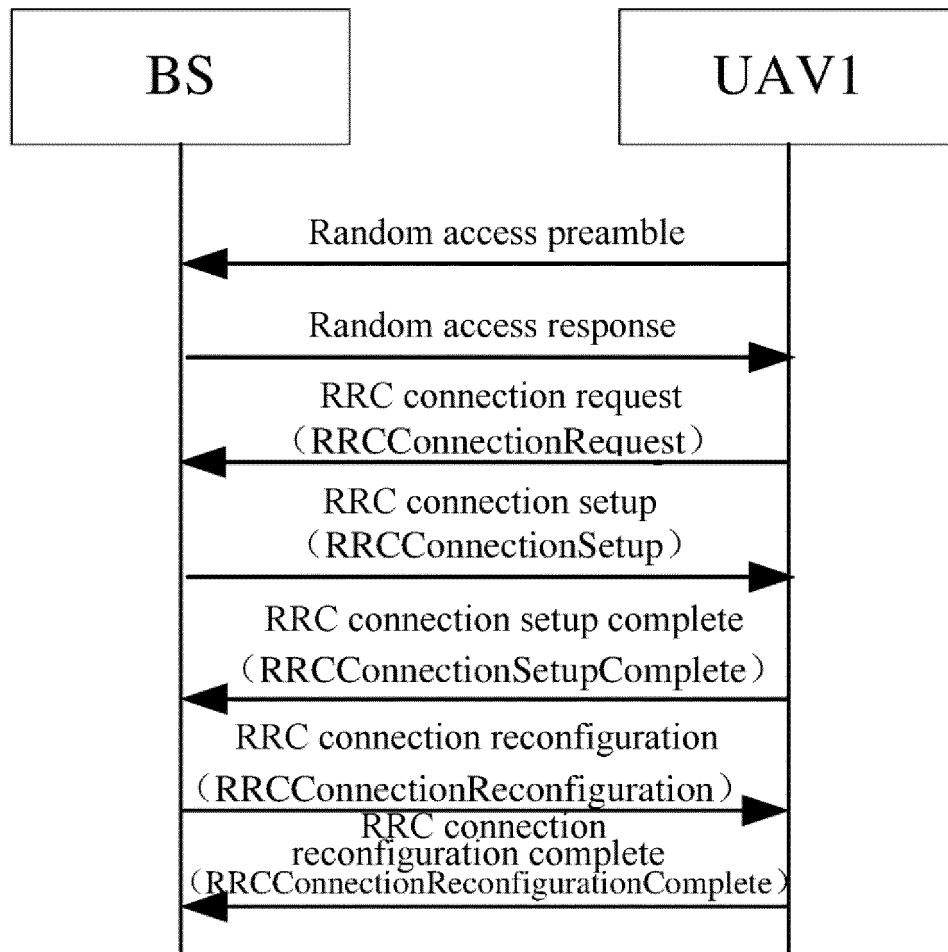 BS
UAV1
Random access preamble
Random access response
RRC connection request
（RRCConnectionRequest）
RRC connection setup
（RRCConnectionSetup）
RRC connection setup complete
（RRCConnectionSetupComplete）
RRC connection reconfiguration
（RRCConnectionReconfiguration）
RRC connection
reconfiguration complete
（RRCConnectionReconfigurationComplete）